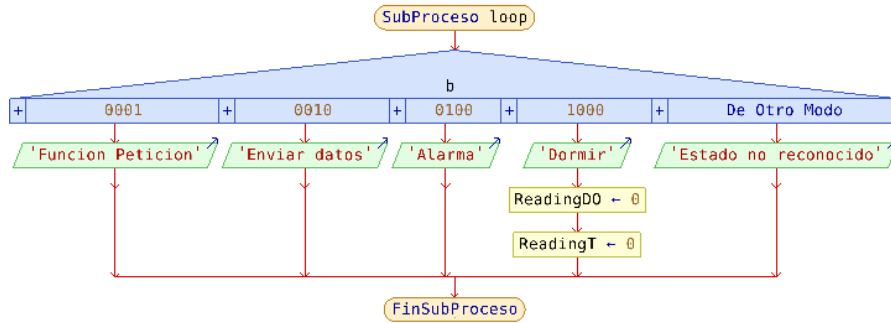 SubProceso loop
b
+ 0001 + 0010 + 0100 + 1000 + De Otro Modo
'Funcion Peticion' 'Enviar datos' 'Alarma' 'Dormir' 'Estado no reconocido'
ReadingDO ← 0
ReadingT ← 0
FinSubProceso